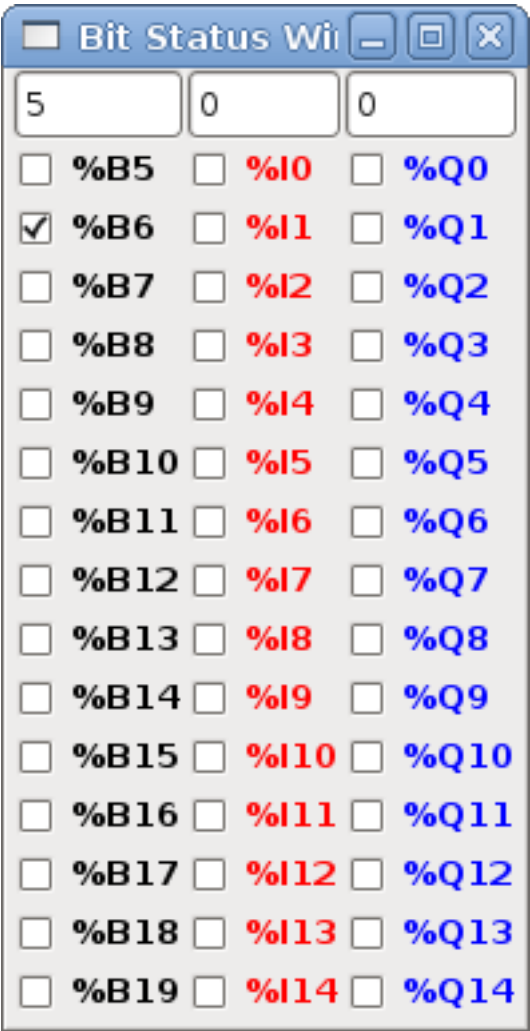 Bit Status Wi
5 0 0
%B5 %I0 %Q0
%B6 %I1 %Q1
%B7 %I2 %Q2
%B8 %I3 %Q3
%B9 %I4 %Q4
%B10 %I5 %Q5
%B11 %I6 %Q6
%B12 %I7 %Q7
%B13 %I8 %Q8
%B14 %I9 %Q9
%B15 %I10 %Q10
%B16 %I11 %Q11
%B17 %I12 %Q12
%B18 %I13 %Q13
%B19 %I14 %Q14